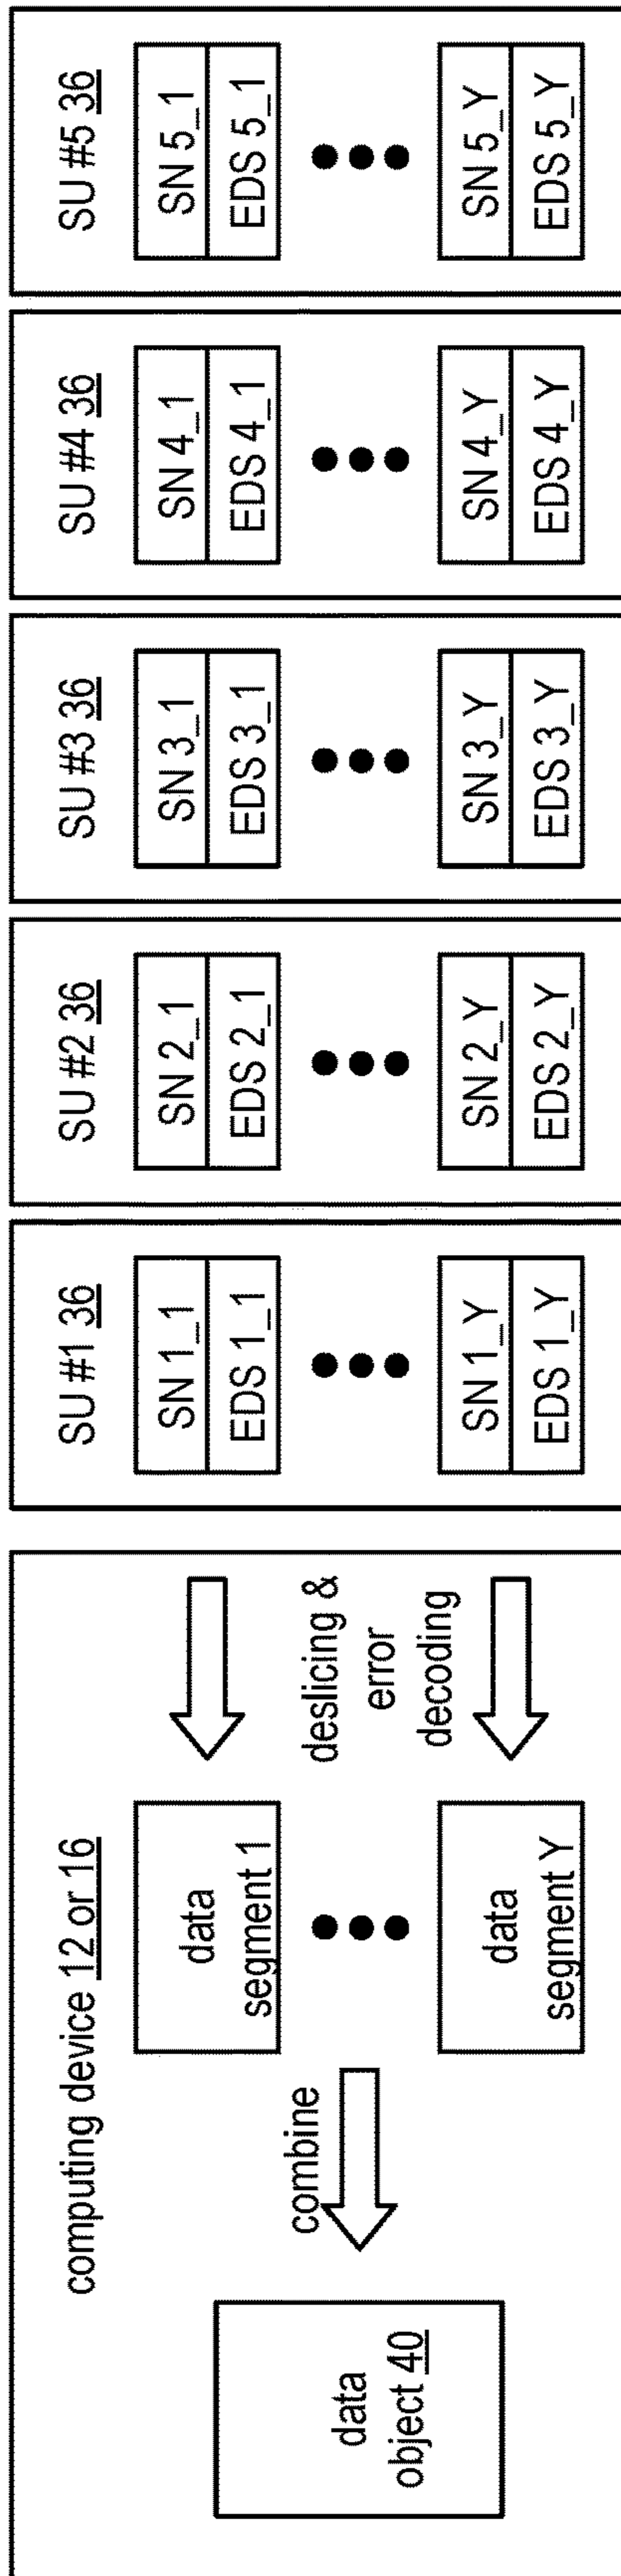 computing device 12 or 16
data
object 40
combine
data
segment 1
data
segment Y
deslicing &
error
decoding
SU #1 36
SN 1_1
EDS 1_1
SN 1_Y
EDS 1_Y
SU #2 36
SN 2_1
EDS 2_1
SN 2_Y
EDS 2_Y
SU #3 36
SN 3_1
EDS 3_1
SN 3_Y
EDS 3_Y
SU #4 36
SN 4_1
EDS 4_1
SN 4_Y
EDS 4_Y
SU #5 36
SN 5_1
EDS 5_1
SN 5_Y
EDS 5_Y